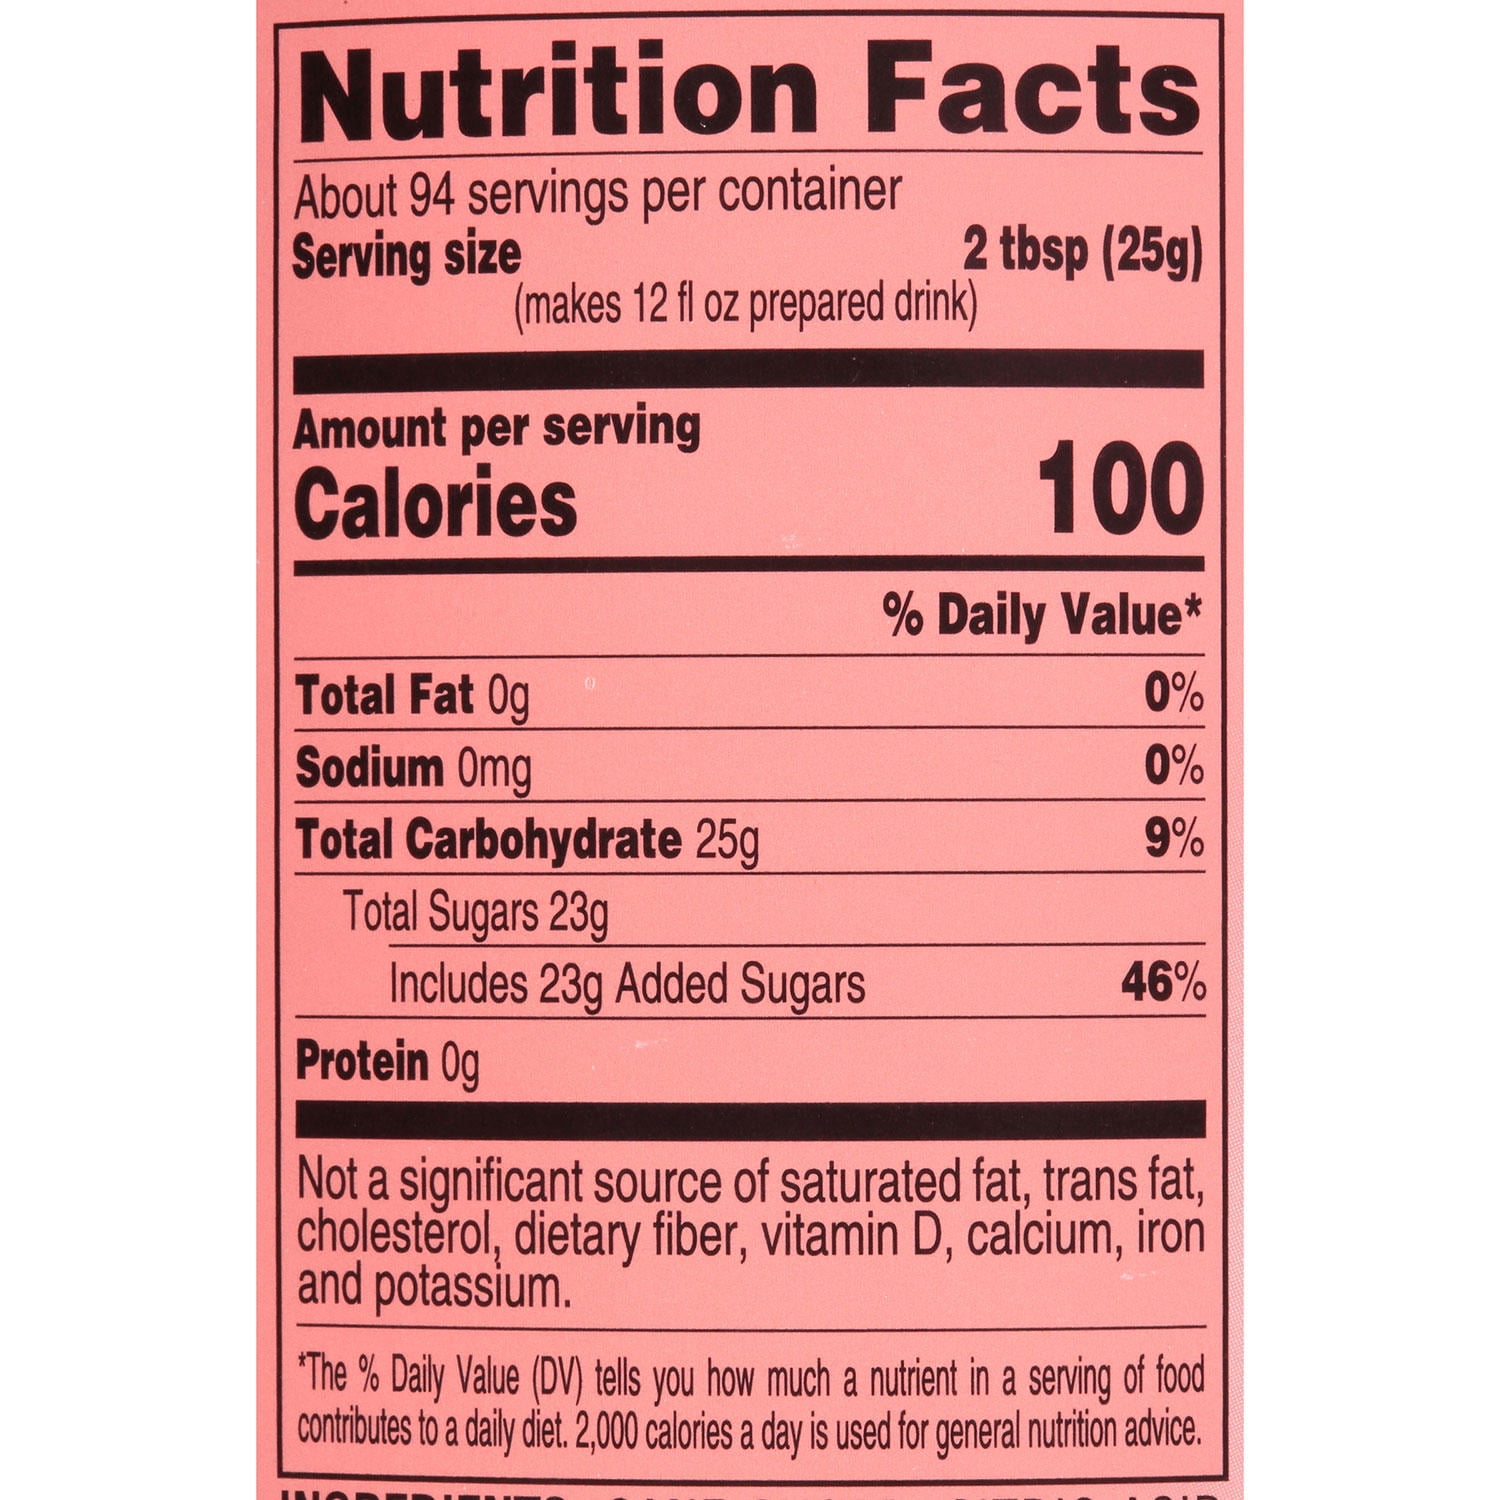 Nutrition Facts
About 94 servings per container
Serving size 2 tbsp (25g)
(makes 12 fl oz prepared drink)
Amount per serving
Calories 100
% Daily Value*
Total Fat 0g 0%
Sodium 0mg 0%
Total Carbohydrate 25g 9%
Total Sugars 23g
Includes 23g Added Sugars 46%
Protein 0g
Not a significant source of saturated fat, trans fat,
cholesterol, dietary fiber, vitamin D, calcium, iron
and potassium.
*The % Daily Value (DV) tells you how much a nutrient in a serving of food
contributes to a daily diet. 2,000 calories a day is used for general nutrition advice.